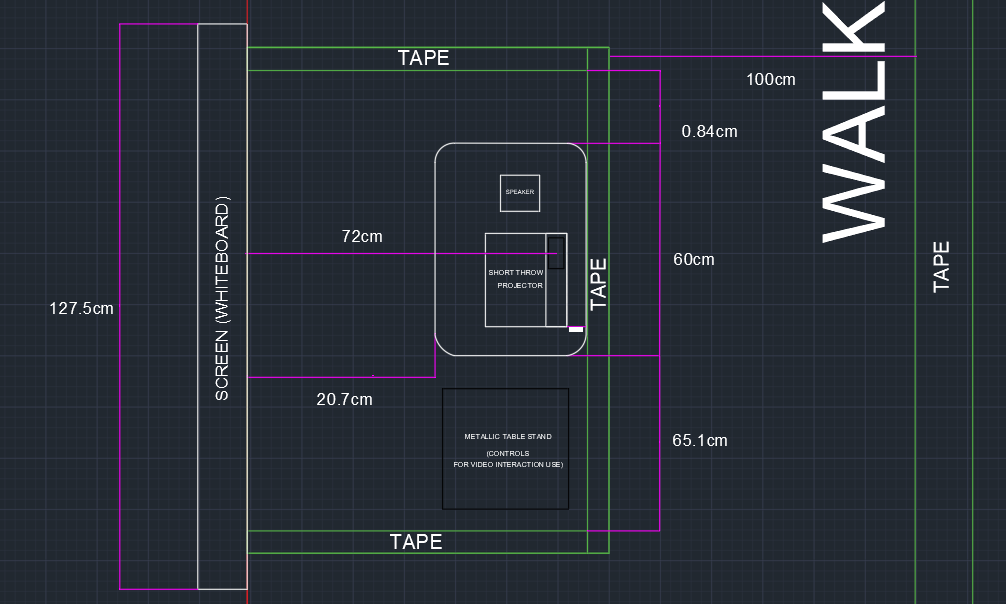 TAPE
WALK
100cm
0.84cm
SPEAKER
72cm
SCREEN (WHITEBOARD)
60cm
TAPE
TAPE
SHORT THROW
PROJECTOR
127.5cm
20.7cm
METALLIC TABLE STAND
(CONTROLS
FOR VIDEO INTERACTION USE)
65.1cm
TAPE